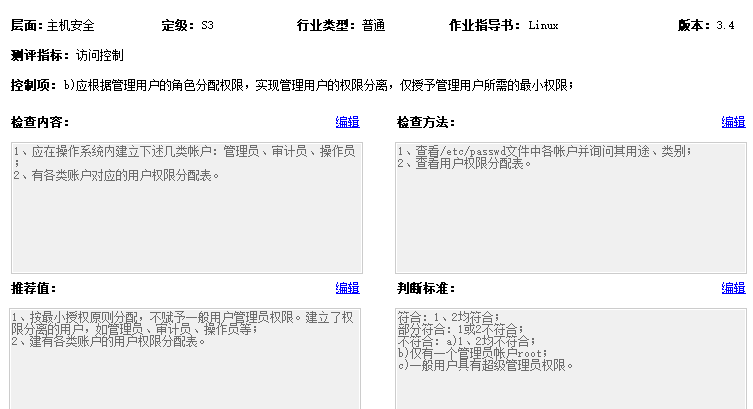 层面：主机安全 定级：S3 行业类型：普通 作业指导书：Linux 版本：3.4
测评指标：访问控制
控制项：b)应根据管理用户的角色分配权限，实现管理用户的权限分离，仅授予管理用户所需的最小权限；
检查内容： 编辑 检查方法： 编辑
1、应在操作系统内建立下述几类帐户：管理员、审计员、操作员
；
2、有各类账户对应的用户权限分配表。
1、查看/etc/passwd文件中各帐户并询问其用途、类别；
2、查看用户权限分配表。
推荐值： 编辑 判断标准： 编辑
1、按最小授权原则分配，不赋予一般用户管理员权限。建立了权
限分离的用户，如管理员、审计员、操作员等；
2、建有各类账户的用户权限分配表。
符合：1、2均符合；
部分符合：1或2不符合；
不符合：a)1、2均不符合；
b)仅有一个管理员帐户root；
c)一般用户具有超级管理员权限。